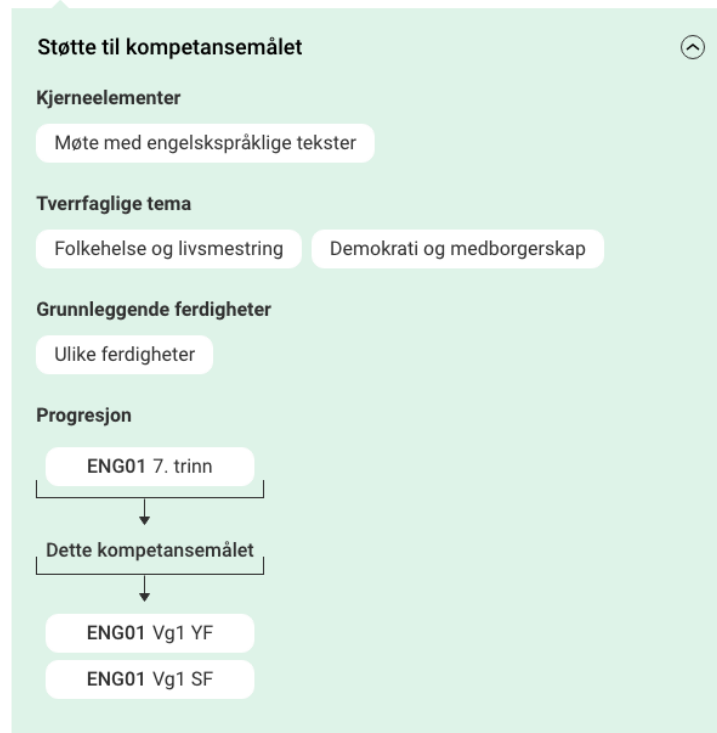 Støtte til kompetansemålet
Kjerneelementer
Møte med engelskspråklige tekster
Tverrfaglige tema
Folkehelse og livsmestring Demokrati og medborgerskap
Grunnleggende ferdigheter
Ulike ferdigheter
Progresjon
ENG01 7. trinn
Dette kompetansemålet
ENG01 Vg1 YF
ENG01 Vg1 SF